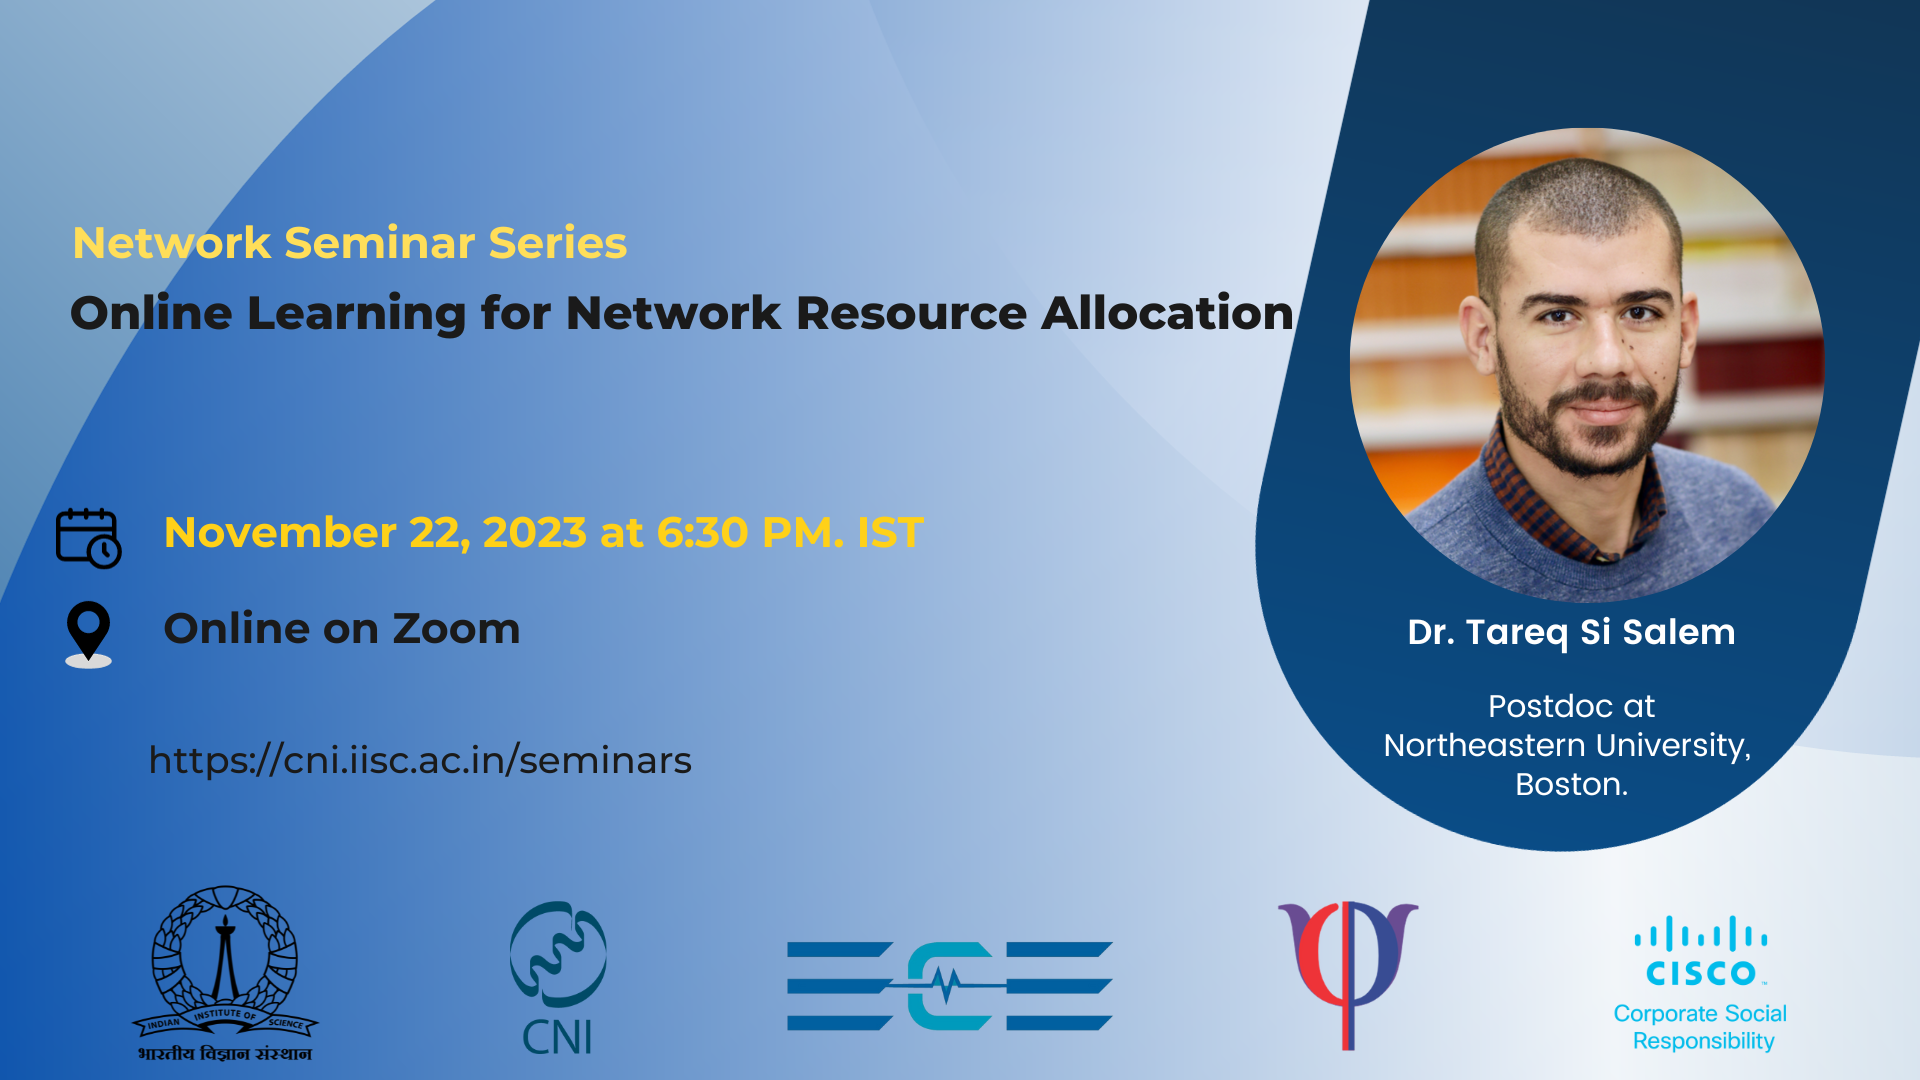 Network Seminar Series
Online Learning for Network Resource Allocation
November 22, 2023 at 6:30 PM. IST
Online on Zoom
https://cni.iisc.ac.in/seminars
Dr. Tareq Si Salem
Postdoc at
Northeastern University,
Boston.
INDIAN INSTITUTE OF SCIENCE
भारतीय विज्ञान संस्थान
CNI
ECE
CISCO
Corporate Social
Responsibility